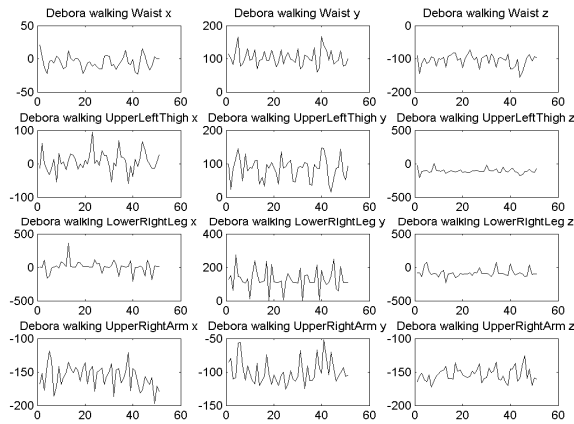 Debora walking Waist x
50
0
-50
0 20 40 60
Debora walking Waist y
200
100
0
0 20 40 60
Debora walking Waist z
0
-100
-200
0 20 40 60
Debora walking UpperLeftThigh x
100
0
-100
0 20 40 60
Debora walking UpperLeftThigh y
200
100
0
0 20 40 60
Debora walking UpperLeftThigh z
500
0
-500
0 20 40 60
Debora walking LowerRIghtLeg x
500
0
-500
0 20 40 60
Debora walking LowerRIghtLeg y
400
200
0
0 20 40 60
Debora walking LowerRIghtLeg z
500
0
-500
0 20 40 60
Debora walking UpperRightArm x
-100
-150
-200
0 20 40 60
Debora walking UpperRightArm y
-50
-100
-150
0 20 40 60
Debora walking UpperRightArm z
-100
-150
-200
0 20 40 60